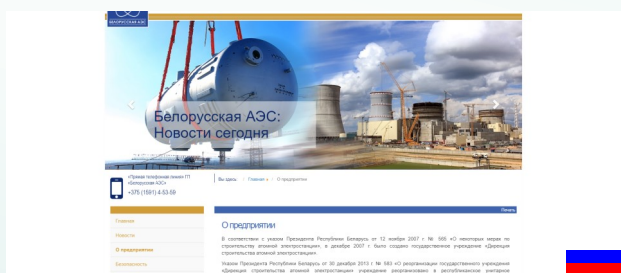 БЕЛОРУССКАЯ АЭС
Белорусская АЭС:
Новости сегодня
«Прямая телефонная линия» ГП
«Белорусская АЭС»
+375 (1591) 4-53-59
Вы здесь: Главная » О предприятии
Печать
Главная
Новости
О предприятии
Безопасность
О предприятии
В соответствии с указом Президента Республики Беларусь от 12 ноября 2007 г. № 565 «О некоторых мерах по
строительству атомной электростанции», в декабре 2007 г. было создано государственное учреждение «Дирекция
строительства атомной электростанции».
Указом Президента Республики Беларусь от 30 декабря 2013 г. № 583 «О реорганизации государственного учреждения
«Дирекция строительства атомной электростанции» учреждение реорганизовано в республиканское унитарное